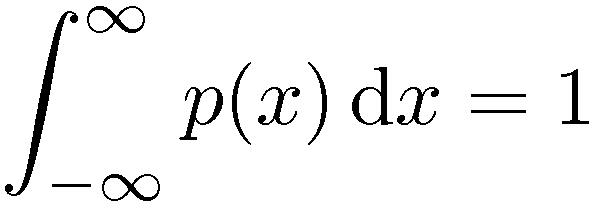 ∫_{-∞}^{∞} p(x) dx = 1